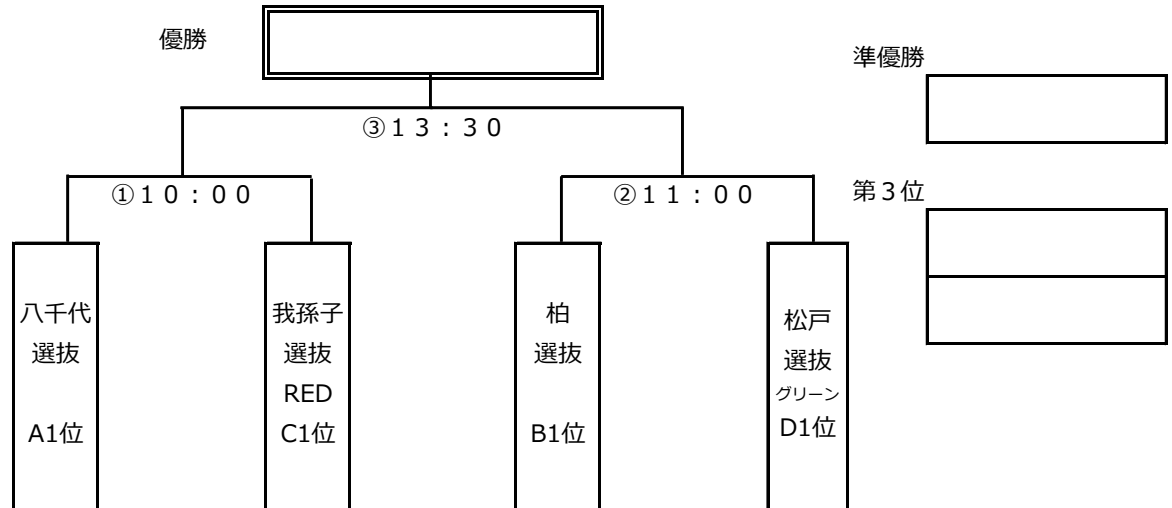 優勝
準優勝
③１３：３０
①１０：００
②１１：００
第３位
八千代
選抜
A1位
我孫子
選抜
RED
C1位
柏
選抜
B1位
松戸
選抜
グリーン
D1位